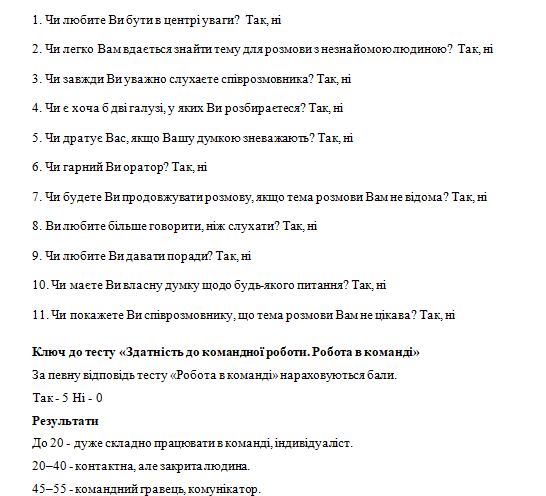 1. Чи любите Ви бути в центрі уваги? Так, ні
2. Чи легко Вам вдається знайти тему для розмови з незнайомою людиною? Так, ні
3. Чи завжди Ви уважно слухаєте співрозмовника? Так, ні
4. Чи є хоча б дві галузі, у яких Ви розбираєтеся? Так, ні
5. Чи дратує Вас, якщо Вашу думкою зневажають? Так, ні
6. Чи гарний Ви оратор? Так, ні
7. Чи будете Ви продовжувати розмову, якщо тема розмови Вам не відома? Так, ні
8. Ви любите більше говорити, ніж слухати? Так, ні
9. Чи любите Ви давати поради? Так, ні
10. Чи маєте Ви власну думку щодо будь-якого питання? Так, ні
11. Чи покажете Ви співрозмовнику, що тема розмови Вам не цікава? Так, ні
Ключ до тесту «Здатність до командної роботи. Робота в команді»
За певну відповідь тесту «Робота в команді» нараховуються бали.
Так - 5 Ні - 0
Результати
До 20 - дуже складно працювати в команді, індивідуаліст.
20–40 - контактна, але закрита людина.
45–55 - командний гравець, комунікатор.